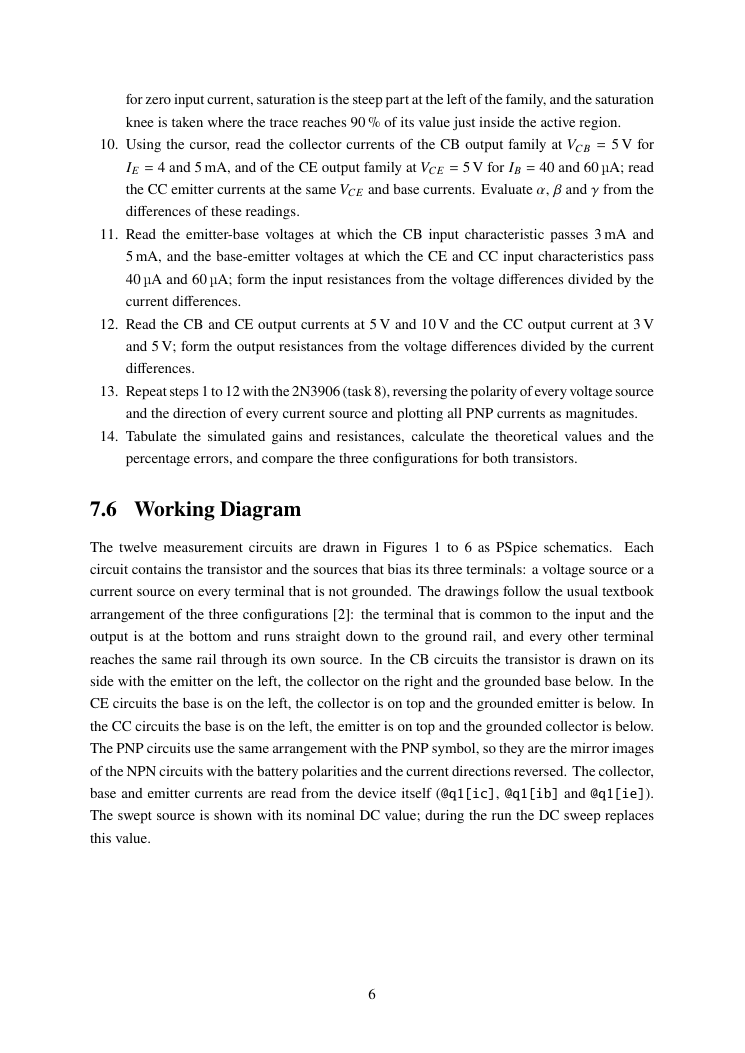 for zero input current, saturation is the steep part at the left of the family, and the saturation
knee is taken where the trace reaches 90 % of its value just inside the active region.
10. Using the cursor, read the collector currents of the CB output family at V_CB = 5 V for
I_E = 4 and 5 mA, and of the CE output family at V_CE = 5 V for I_B = 40 and 60 µA; read
the CC emitter currents at the same V_CE and base currents. Evaluate α, β and γ from the
differences of these readings.
11. Read the emitter-base voltages at which the CB input characteristic passes 3 mA and
5 mA, and the base-emitter voltages at which the CE and CC input characteristics pass
40 µA and 60 µA; form the input resistances from the voltage differences divided by the
current differences.
12. Read the CB and CE output currents at 5 V and 10 V and the CC output current at 3 V
and 5 V; form the output resistances from the voltage differences divided by the current
differences.
13. Repeat steps 1 to 12 with the 2N3906 (task 8), reversing the polarity of every voltage source
and the direction of every current source and plotting all PNP currents as magnitudes.
14. Tabulate the simulated gains and resistances, calculate the theoretical values and the
percentage errors, and compare the three configurations for both transistors.
7.6 Working Diagram
The twelve measurement circuits are drawn in Figures 1 to 6 as PSpice schematics. Each
circuit contains the transistor and the sources that bias its three terminals: a voltage source or a
current source on every terminal that is not grounded. The drawings follow the usual textbook
arrangement of the three configurations [2]: the terminal that is common to the input and the
output is at the bottom and runs straight down to the ground rail, and every other terminal
reaches the same rail through its own source. In the CB circuits the transistor is drawn on its
side with the emitter on the left, the collector on the right and the grounded base below. In the
CE circuits the base is on the left, the collector is on top and the grounded emitter is below. In
the CC circuits the base is on the left, the emitter is on top and the grounded collector is below.
The PNP circuits use the same arrangement with the PNP symbol, so they are the mirror images
of the NPN circuits with the battery polarities and the current directions reversed. The collector,
base and emitter currents are read from the device itself (@q1[ic], @q1[ib] and @q1[ie]).
The swept source is shown with its nominal DC value; during the run the DC sweep replaces
this value.
6